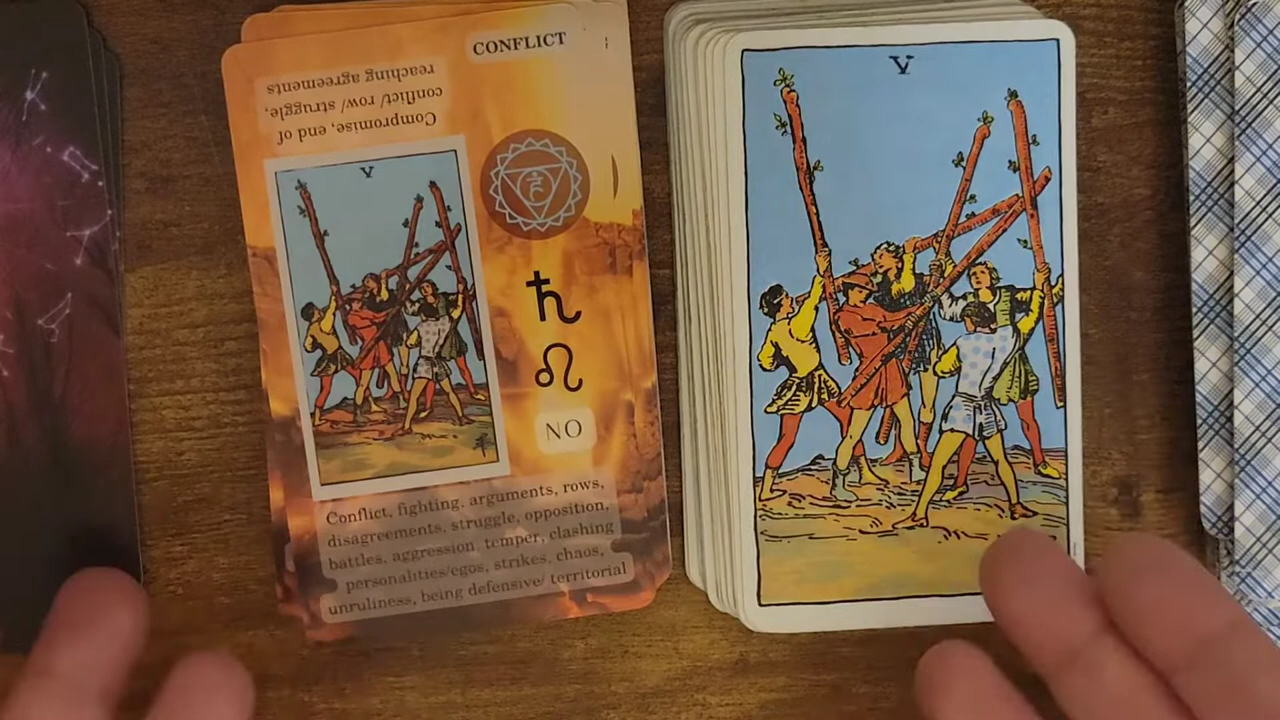 CONFLICT
Compromise, end of
conflict/ row/ struggle,
reaching agreements
V
♄
♌
NO
Conflict, fighting, arguments, rows,
disagreements, struggle, opposition,
battles, aggression, temper, clashing
personalities/egos, strikes, chaos,
unruliness, being defensive/ territorial
V